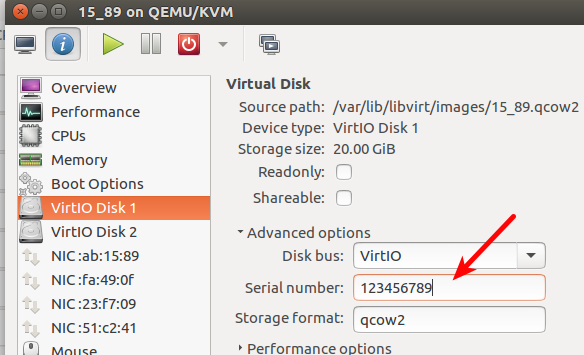 15_89 on QEMU/KVM
Overview
Performance
CPUs
Memory
Boot Options
VirtIO Disk 1
VirtIO Disk 2
NIC :ab:15:89
NIC :fa:49:0f
NIC :23:f7:09
NIC :51:c2:41
Mouse
Virtual Disk
Source path: /var/lib/libvirt/images/15_89.qcow2
Device type: VirtIO Disk 1
Storage size: 20.00 GiB
Readonly:
Shareable:
Advanced options
Disk bus: VirtIO
Serial number: 123456789
Storage format: qcow2
Performance options